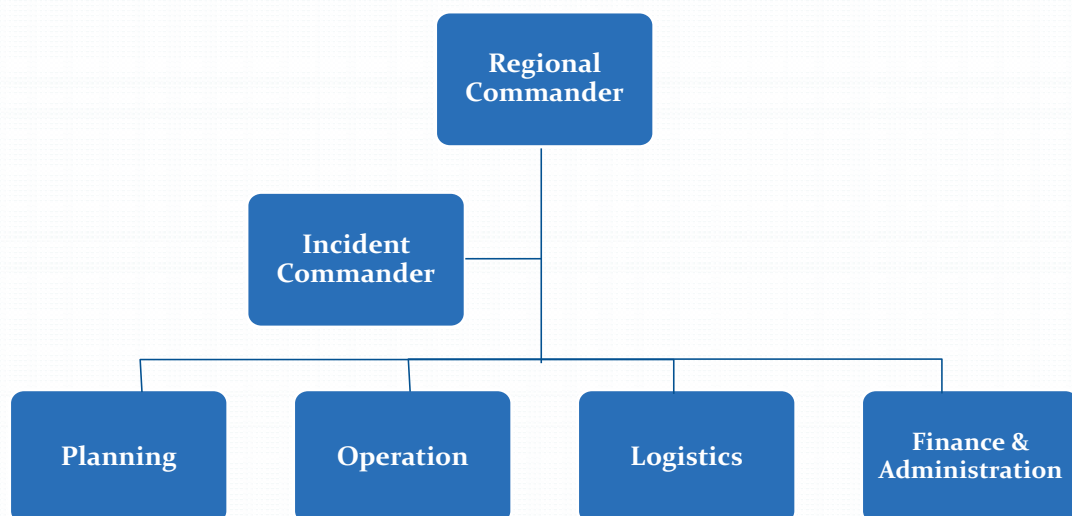 Regional
Commander
Incident
Commander
Planning
Operation
Logistics
Finance &
Administration